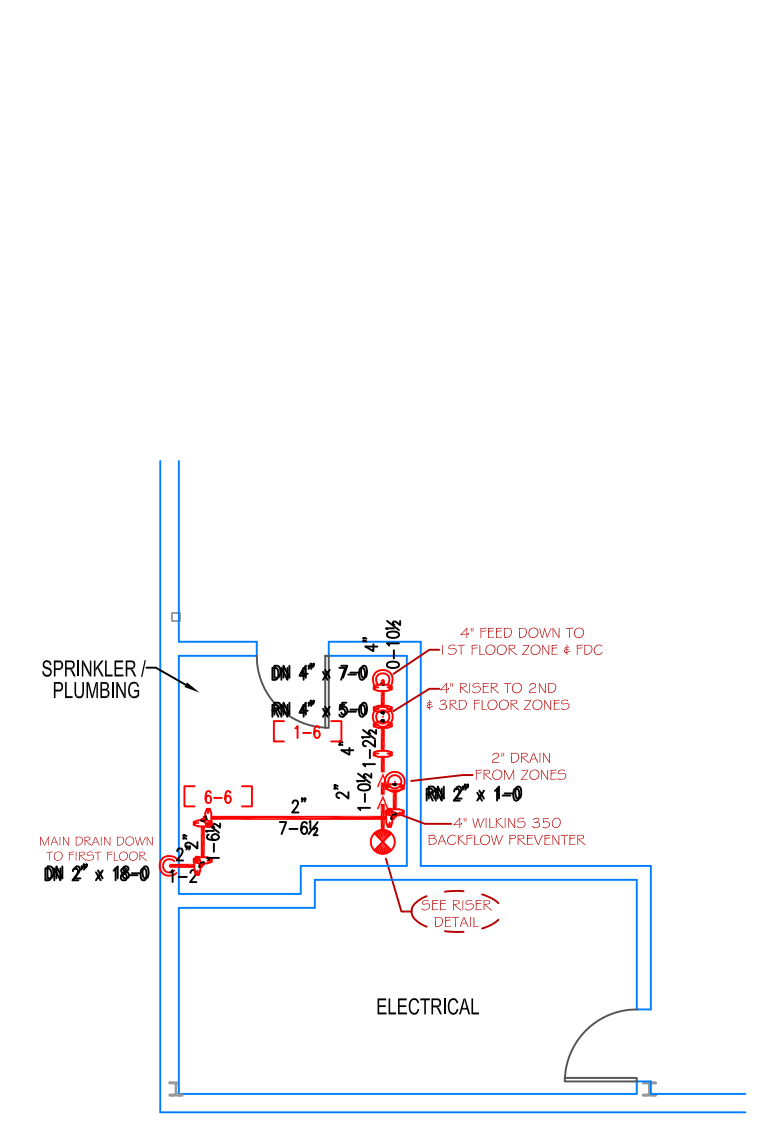 4" FEED DOWN TO
1ST FLOOR ZONE & FDC
4"
0-10½
SPRINKLER /
PLUMBING
DN 4" x 7-0
4" RISER TO 2ND
& 3RD FLOOR ZONES
RN 4" x 5-0
1-6
4"
1-2½
2" DRAIN
FROM ZONES
RN 2" x 1-0
2"
1-0½
6-6
2"
7-6½
4" WILKINS 350
BACKFLOW PREVENTER
MAIN DRAIN DOWN
TO FIRST FLOOR
DN 2" x 18-0
2"
1-6½
2"
1-2
SEE RISER
DETAIL
ELECTRICAL